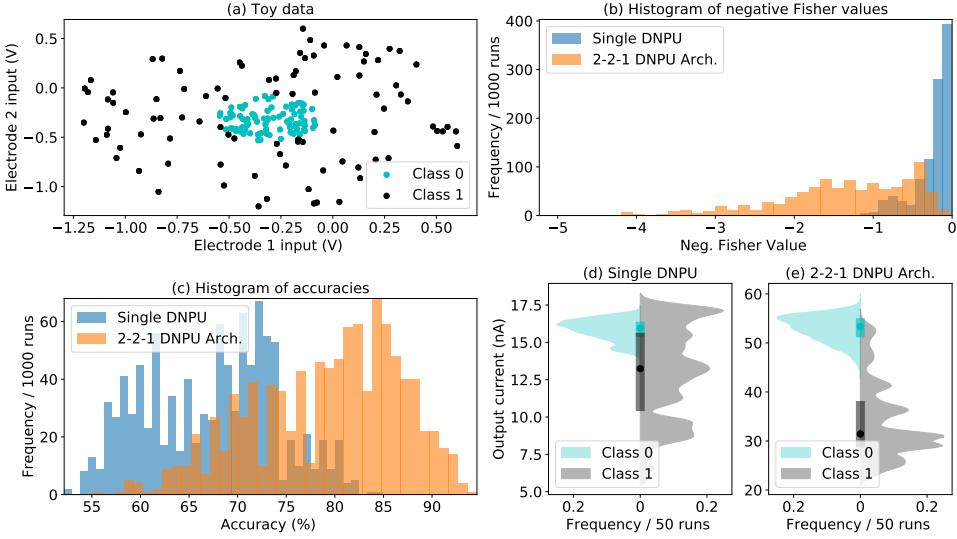 (a) Toy data
Electrode 2 input (V)
0.5
0.0
−0.5
−1.0
Class 0
Class 1
−1.25 −1.00 −0.75 −0.50 −0.25 0.00 0.25 0.50
Electrode 1 input (V)
(b) Histogram of negative Fisher values
Frequency / 1000 runs
400
300
200
100
0
Single DNPU
2-2-1 DNPU Arch.
−5 −4 −3 −2 −1 0
Neg. Fisher Value
(c) Histogram of accuracies
Frequency / 1000 runs
60
40
20
0
Single DNPU
2-2-1 DNPU Arch.
55 60 65 70 75 80 85 90
Accuracy (%)
(d) Single DNPU
Output current (nA)
17.5
15.0
12.5
10.0
7.5
5.0
Class 0
Class 1
0.2 0 0.2
Frequency / 50 runs
(e) 2-2-1 DNPU Arch.
60
50
40
30
20
Class 0
Class 1
0.2 0 0.2
Frequency / 50 runs